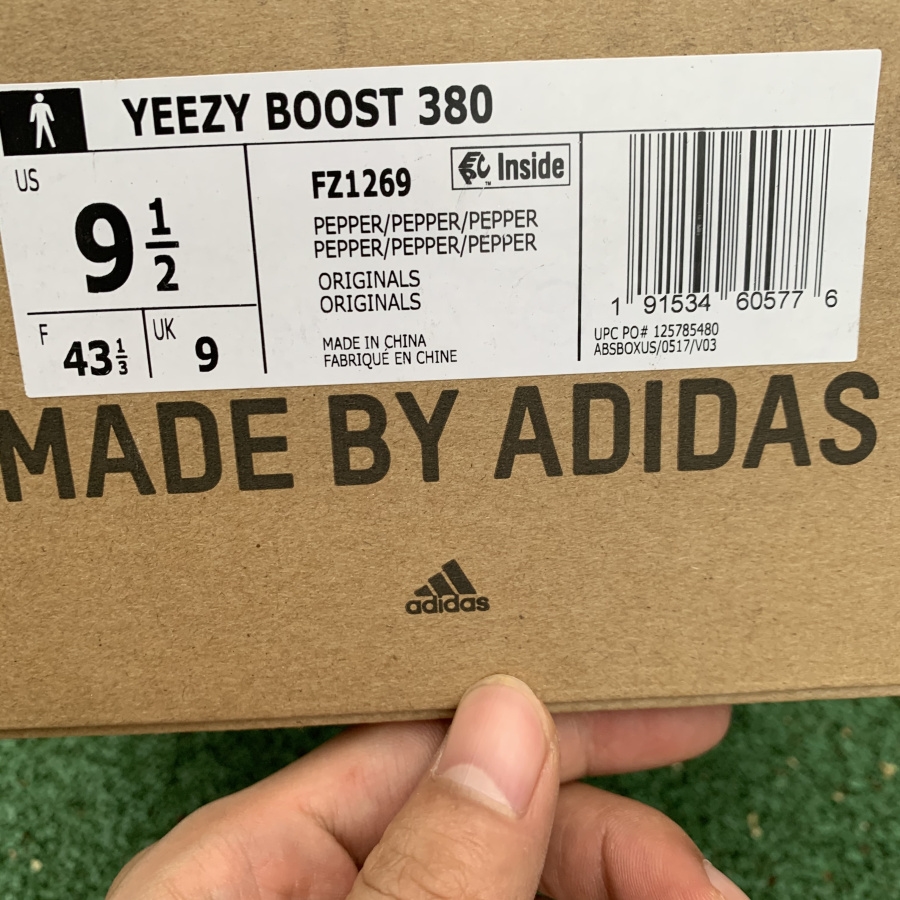 YEEZY BOOST 380
US
9 1/2
F
43 1/3
UK
9
FZ1269
Inside
PEPPER/PEPPER/PEPPER
PEPPER/PEPPER/PEPPER
ORIGINALS
ORIGINALS
MADE IN CHINA
FABRIQUÉ EN CHINE
1 91534 60577 6
UPC PO# 125785480
ABSBOXUS/0517/V03
MADE BY ADIDAS
adidas